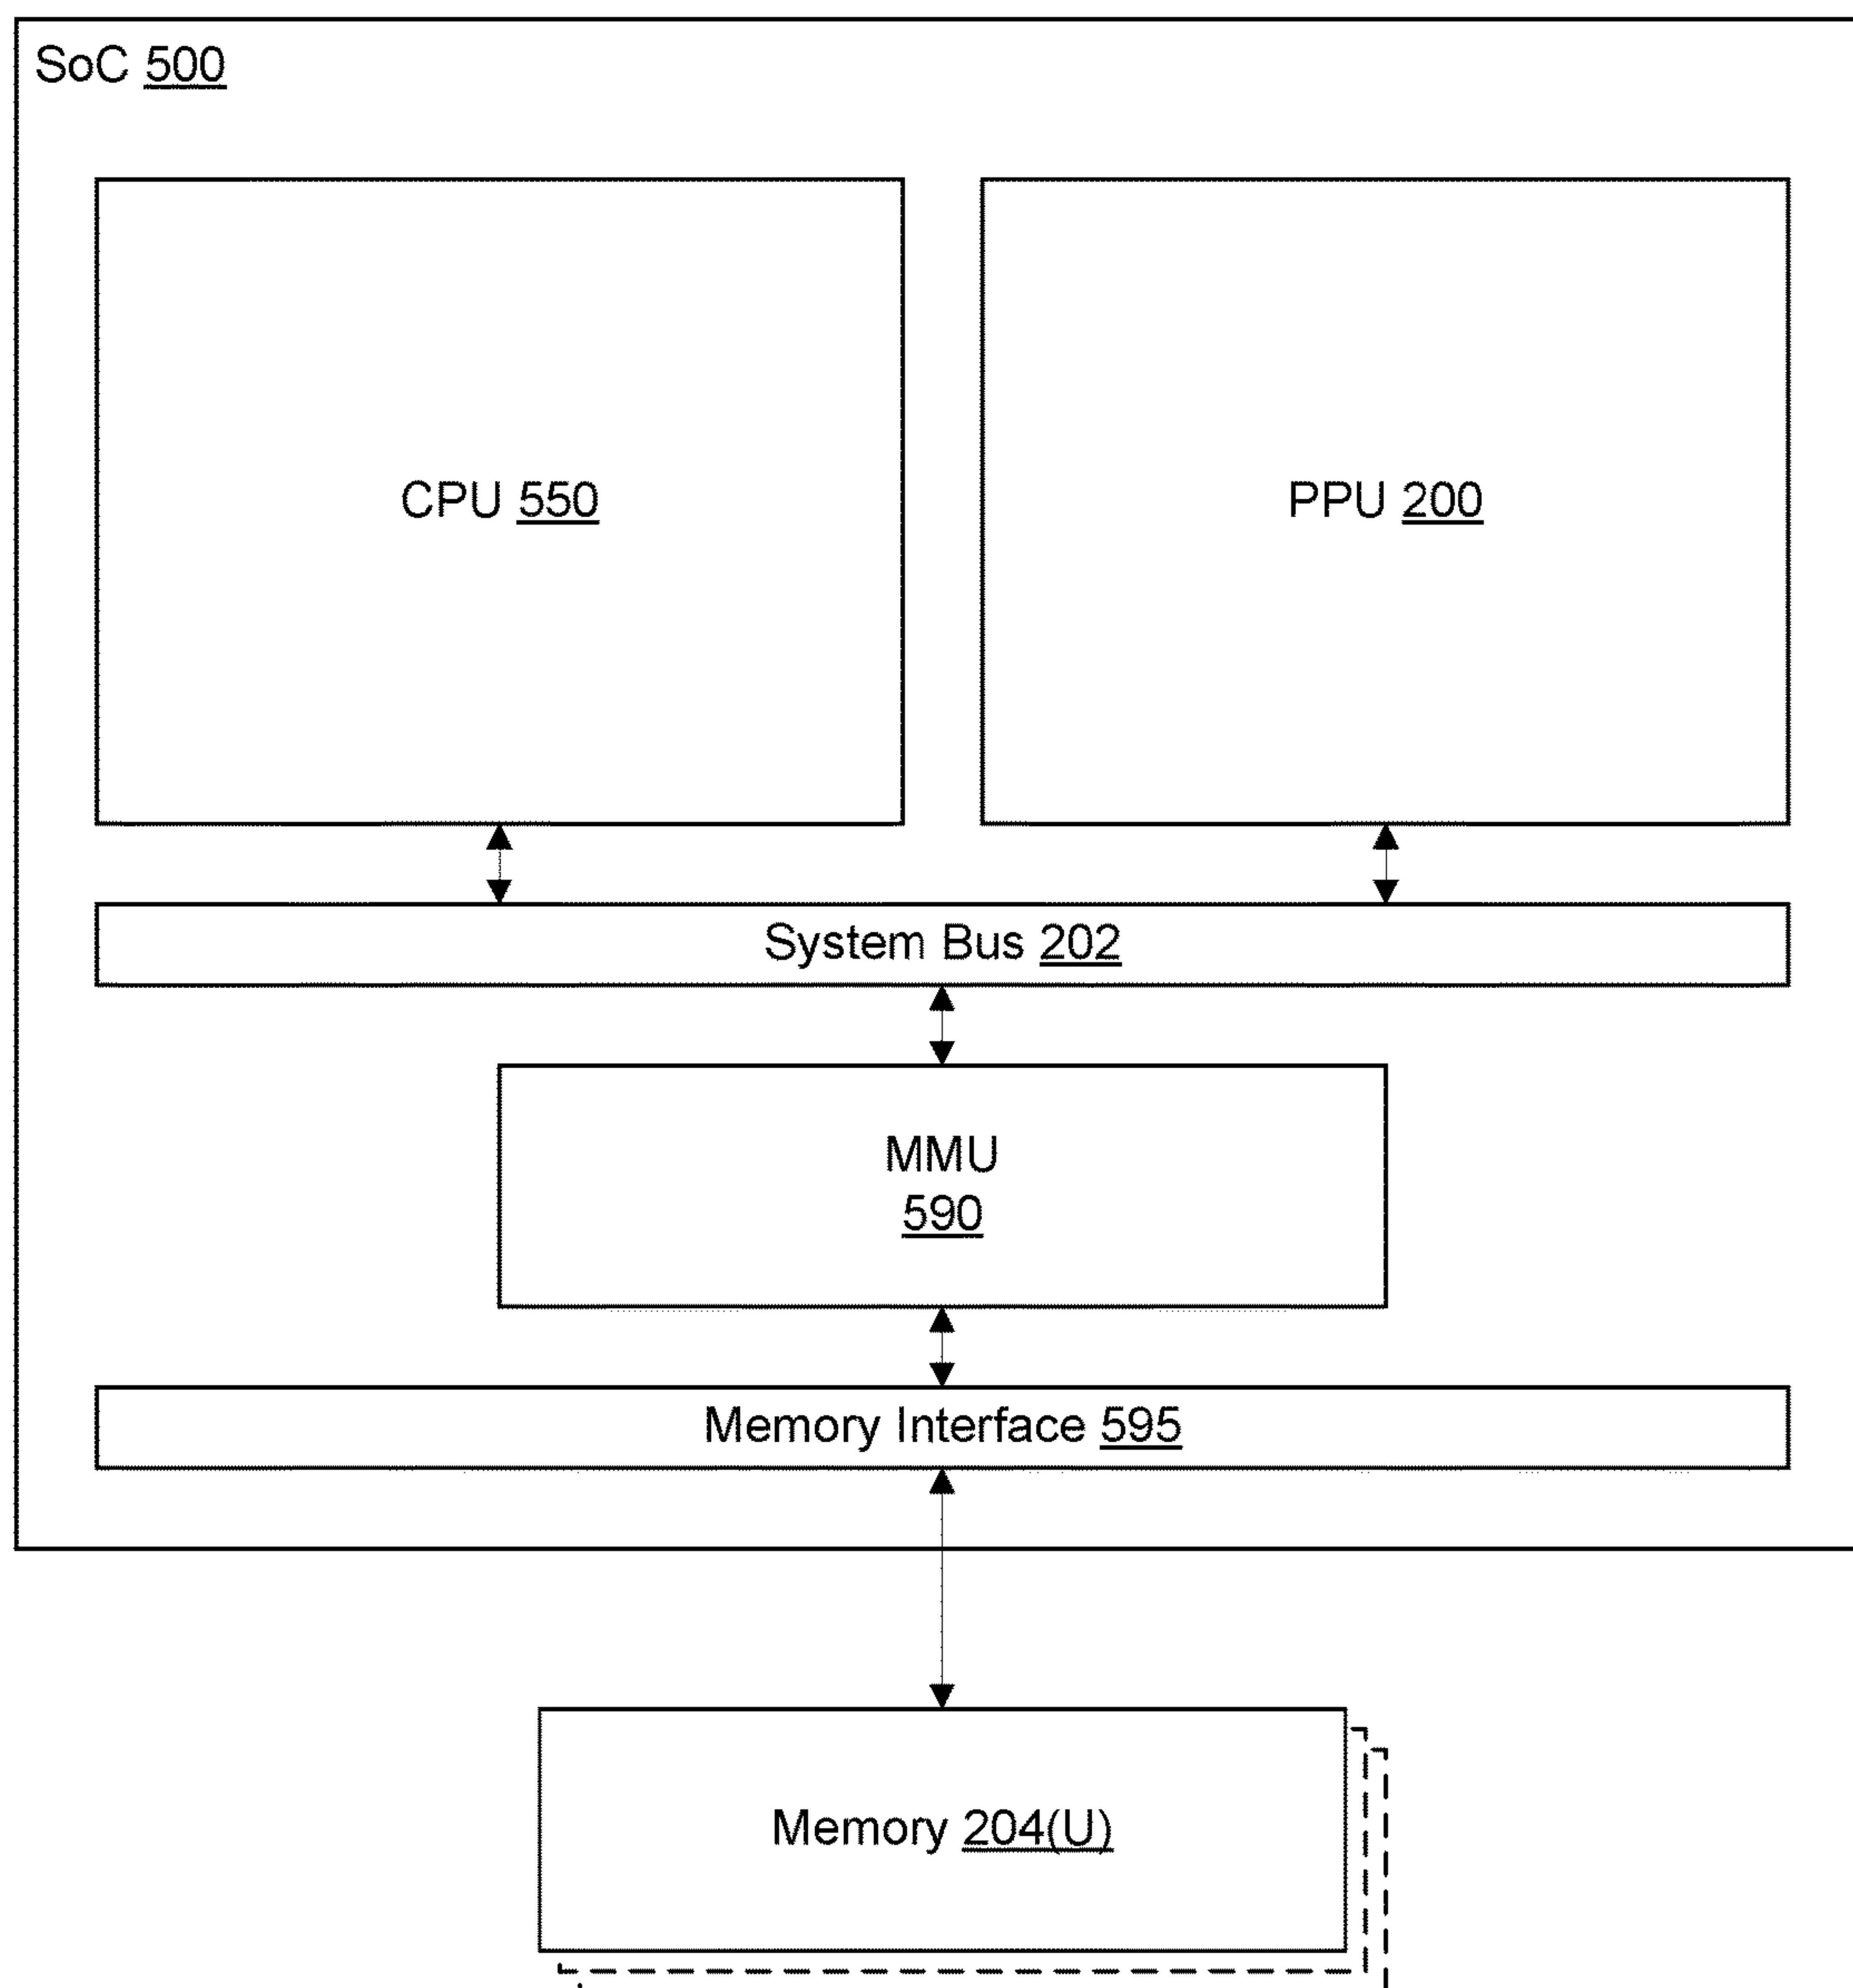 SoC 500
CPU 550
PPU 200
System Bus 202
MMU
590
Memory Interface 595
Memory 204(U)